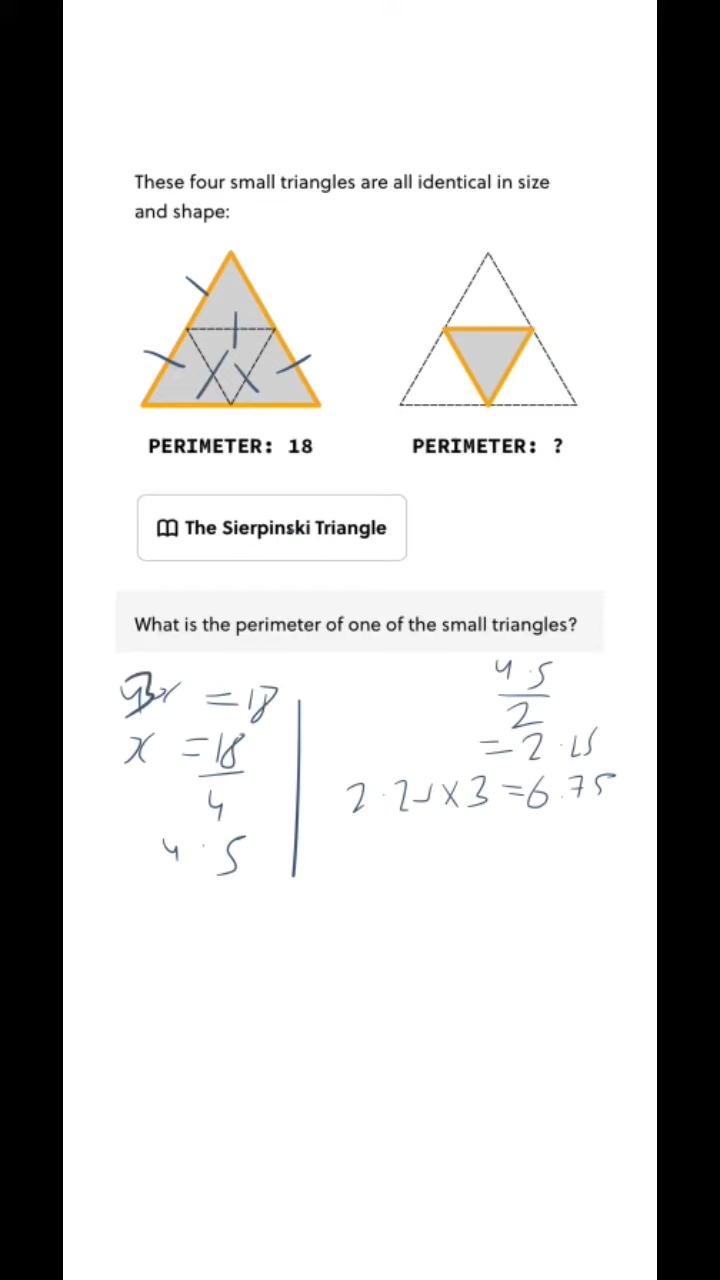 These four small triangles are all identical in size
and shape:
PERIMETER: 18
PERIMETER: ?
The Sierpinski Triangle
What is the perimeter of one of the small triangles?
= 18
x = 18
4
4.5
4.5
2
= 2.25
2.25 x 3 = 6.75